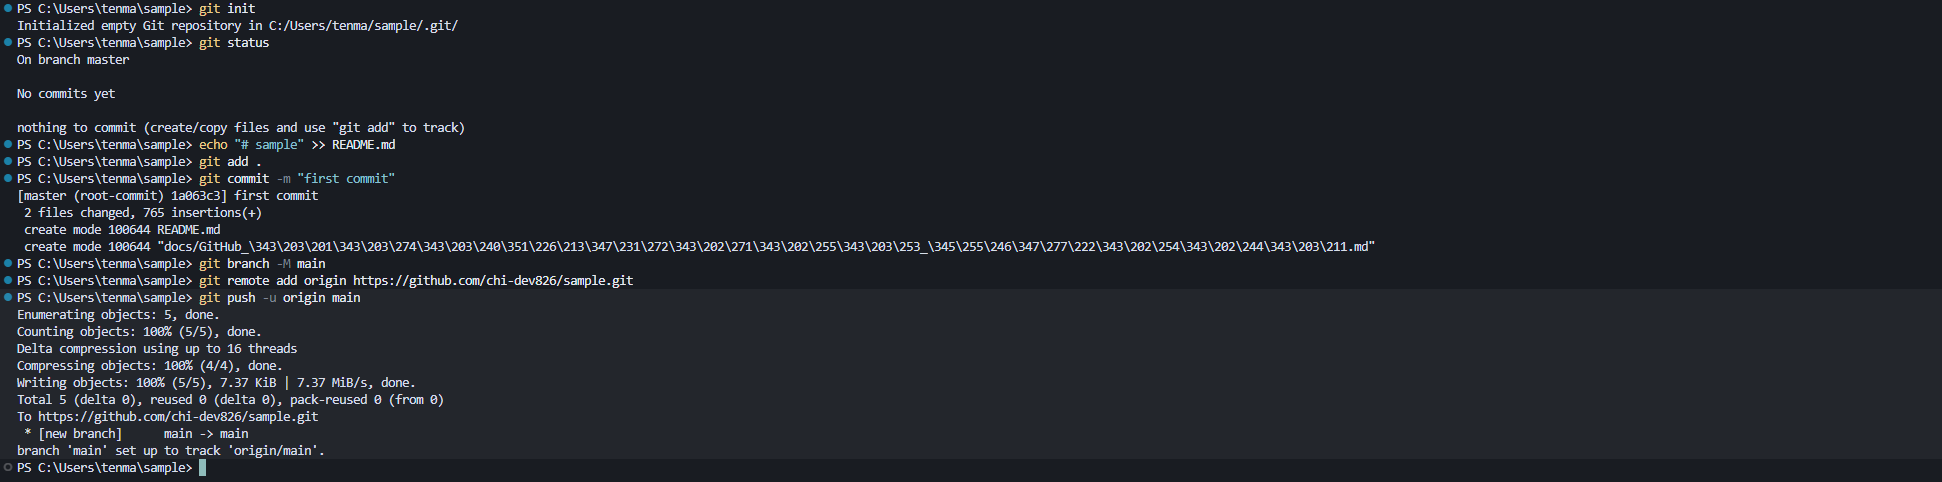 PS C:\Users\tenma\sample> git init
Initialized empty Git repository in C:/Users/tenma/sample/.git/
PS C:\Users\tenma\sample> git status
On branch master
No commits yet
nothing to commit (create/copy files and use "git add" to track)
PS C:\Users\tenma\sample> echo "# sample" >> README.md
PS C:\Users\tenma\sample> git add .
PS C:\Users\tenma\sample> git commit -m "first commit"
[master (root-commit) 1a063c3] first commit
 2 files changed, 765 insertions(+)
 create mode 100644 README.md
 create mode 100644 "docs/GitHub_\343\203\201\343\203\274\343\203\240\351\226\213\347\231\272\343\202\271\343\202\255\343\203\253_\345\255\246\347\277\222\343\202\254\343\202\244\343\203\211.md"
PS C:\Users\tenma\sample> git branch -M main
PS C:\Users\tenma\sample> git remote add origin https://github.com/chi-dev826/sample.git
PS C:\Users\tenma\sample> git push -u origin main
Enumerating objects: 5, done.
Counting objects: 100% (5/5), done.
Delta compression using up to 16 threads
Compressing objects: 100% (4/4), done.
Writing objects: 100% (5/5), 7.37 KiB | 7.37 MiB/s, done.
Total 5 (delta 0), reused 0 (delta 0), pack-reused 0 (from 0)
To https://github.com/chi-dev826/sample.git
 * [new branch]      main -> main
branch 'main' set up to track 'origin/main'.
PS C:\Users\tenma\sample>